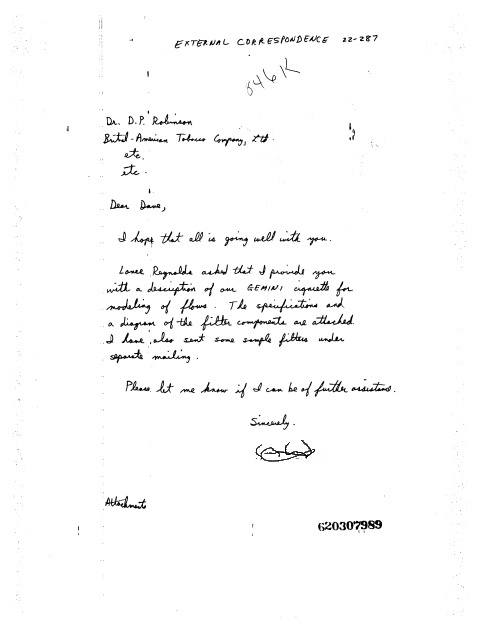 EXTERNAL CORRESPONDENCE 22-287
646K
Dr. D.P. Robinson
British-American Tobacco Company, Ltd.
etc.
etc.
Dear Dave,
I hope that all is going well with you.
Lance Reynolds asked that I provide you
with a description of our GEMINI cigarette for
modeling of flows. The specifications and
a diagram of the filter components are attached.
I have also sent some sample filters under
separate mailing.
Please let me know if I can be of further assistance.
Sincerely.
Attachments
620307989